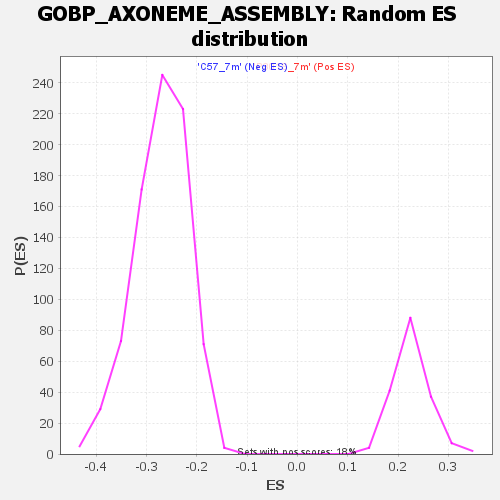 GOBP_AXONEME_ASSEMBLY: Random ES
distribution
'C57_7m' (Neg ES)_7m' (Pos ES)
240
220
200
180
160
140
120
100
80
60
40
20
0
P(ES)
Sets with pos scores: 18%
-0.4 -0.3 -0.2 -0.1 0.0 0.1 0.2 0.3
ES